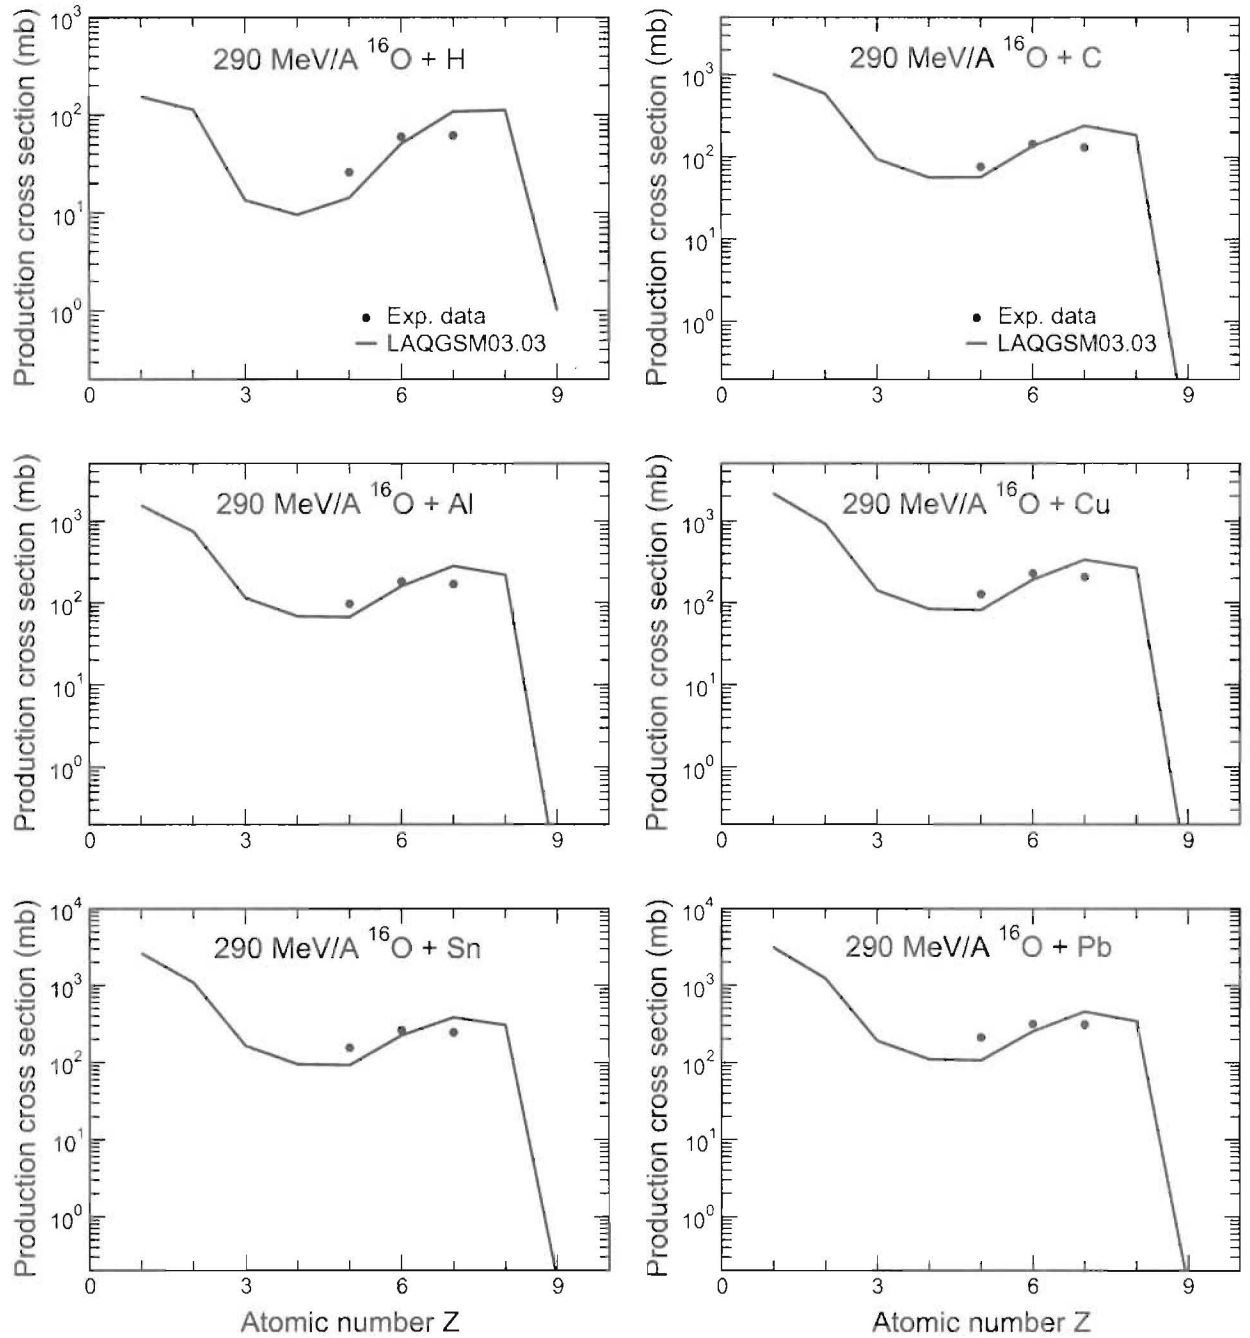 290 MeV/A ¹⁶O + H
Production cross section (mb)
10³
10²
10¹
10⁰
• Exp. data
— LAQGSM03.03
0 3 6 9
290 MeV/A ¹⁶O + C
Production cross section (mb)
10³
10²
10¹
10⁰
• Exp. data
— LAQGSM03.03
0 3 6 9
290 MeV/A ¹⁶O + Al
Production cross section (mb)
10³
10²
10¹
10⁰
0 3 6 9
290 MeV/A ¹⁶O + Cu
Production cross section (mb)
10³
10²
10¹
10⁰
0 3 6 9
290 MeV/A ¹⁶O + Sn
Production cross section (mb)
10⁴
10³
10²
10¹
10⁰
0 3 6 9
Atomic number Z
290 MeV/A ¹⁶O + Pb
Production cross section (mb)
10⁴
10³
10²
10¹
10⁰
0 3 6 9
Atomic number Z